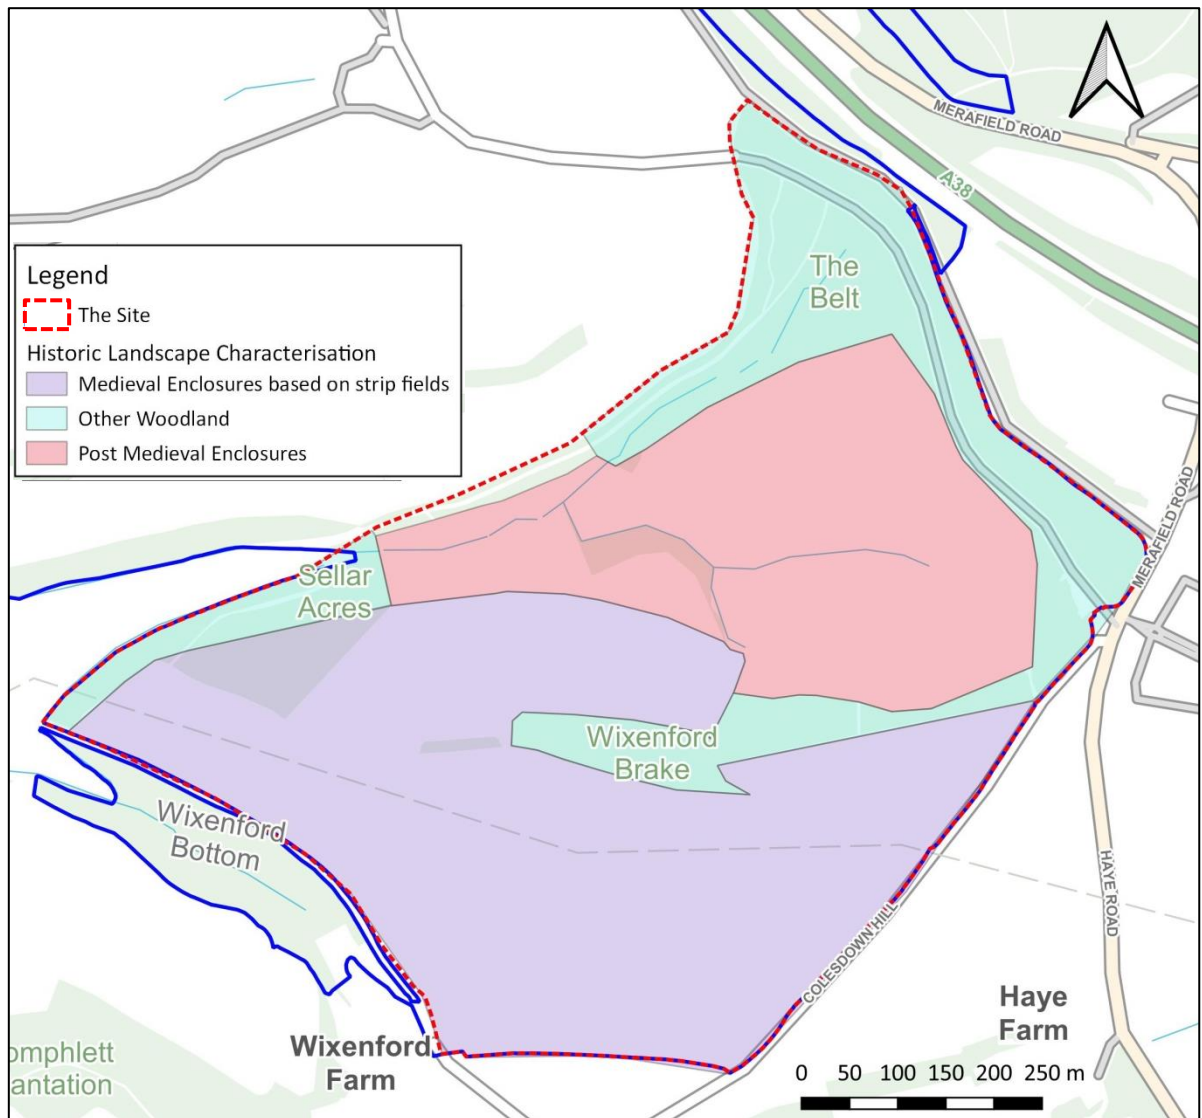 MERAFIELD ROAD
A38
The
Belt
Legend
The Site
Historic Landscape Characterisation
Medieval Enclosures based on strip fields
Other Woodland
Post Medieval Enclosures
MERAFIELD ROAD
Sellar
Acres
Wixenford
Brake
Wixenford
Bottom
HAYE ROAD
COLESDOWN HILL
Haye
Farm
Wixenford
Farm
omphlett
antation
0 50 100 150 200 250 m